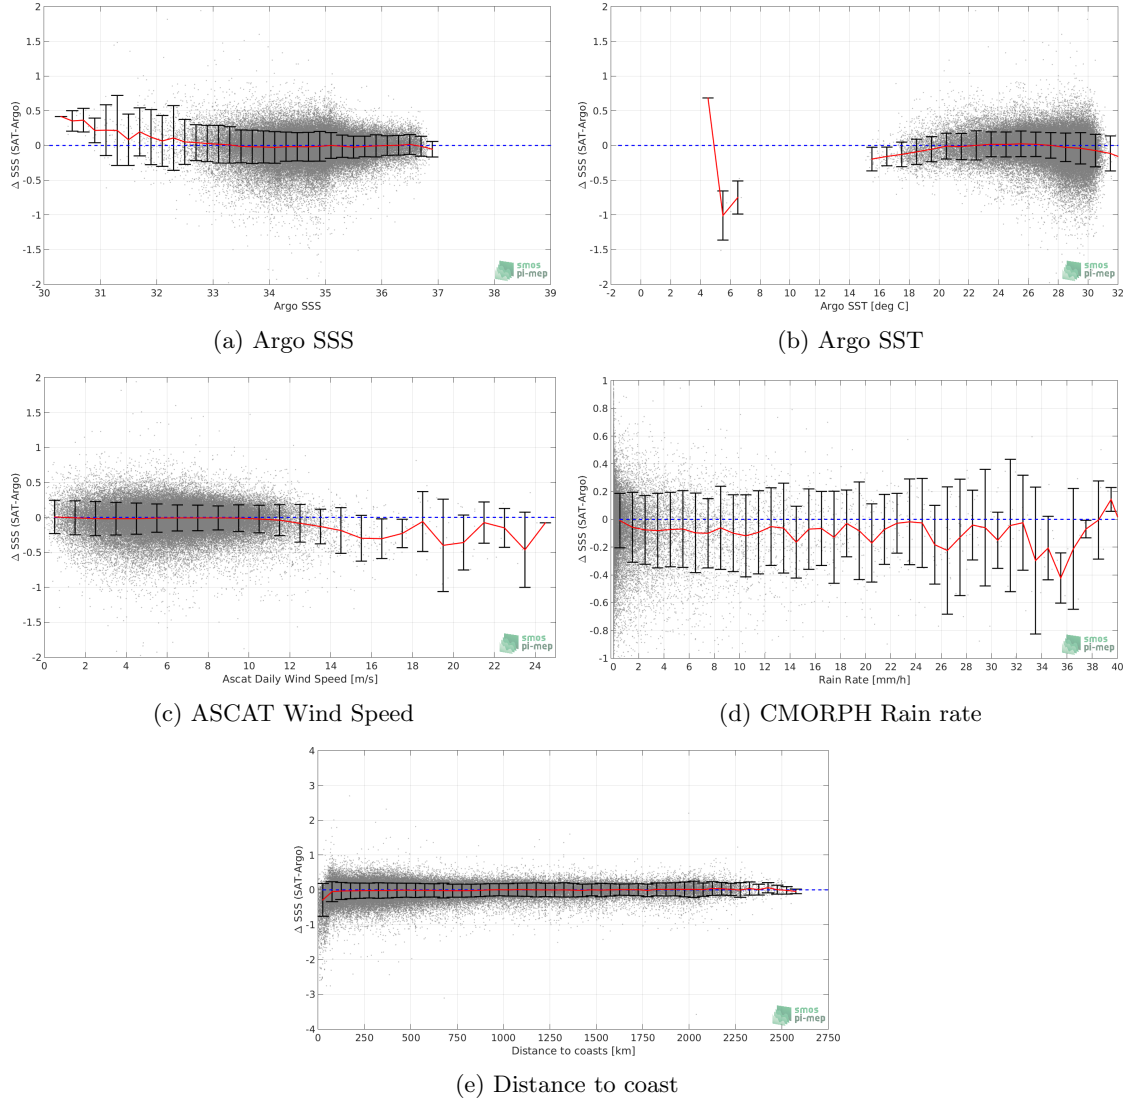 2
1.5
1
0.5
0
-0.5
-1
-1.5
-2
Δ SSS (SAT-Argo)
30 31 32 33 34 35 36 37 38 39
Argo SSS
smos
pi-mep
(a) Argo SSS
2
1.5
1
0.5
0
-0.5
-1
-1.5
-2
Δ SSS (SAT-Argo)
-2 0 2 4 6 8 10 12 14 16 18 20 22 24 26 28 30 32
Argo SST [deg C]
smos
pi-mep
(b) Argo SST
2
1.5
1
0.5
0
-0.5
-1
-1.5
-2
Δ SSS (SAT-Argo)
0 2 4 6 8 10 12 14 16 18 20 22 24
Ascat Daily Wind Speed [m/s]
smos
pi-mep
(c) ASCAT Wind Speed
1
0.8
0.6
0.4
0.2
0
-0.2
-0.4
-0.6
-0.8
-1
Δ SSS (SAT-Argo)
0 2 4 6 8 10 12 14 16 18 20 22 24 26 28 30 32 34 36 38 40
Rain Rate [mm/h]
smos
pi-mep
(d) CMORPH Rain rate
4
3
2
1
0
-1
-2
-3
-4
Δ SSS (SAT-Argo)
0 250 500 750 1000 1250 1500 1750 2000 2250 2500 2750
Distance to coasts [km]
smos
pi-mep
(e) Distance to coast